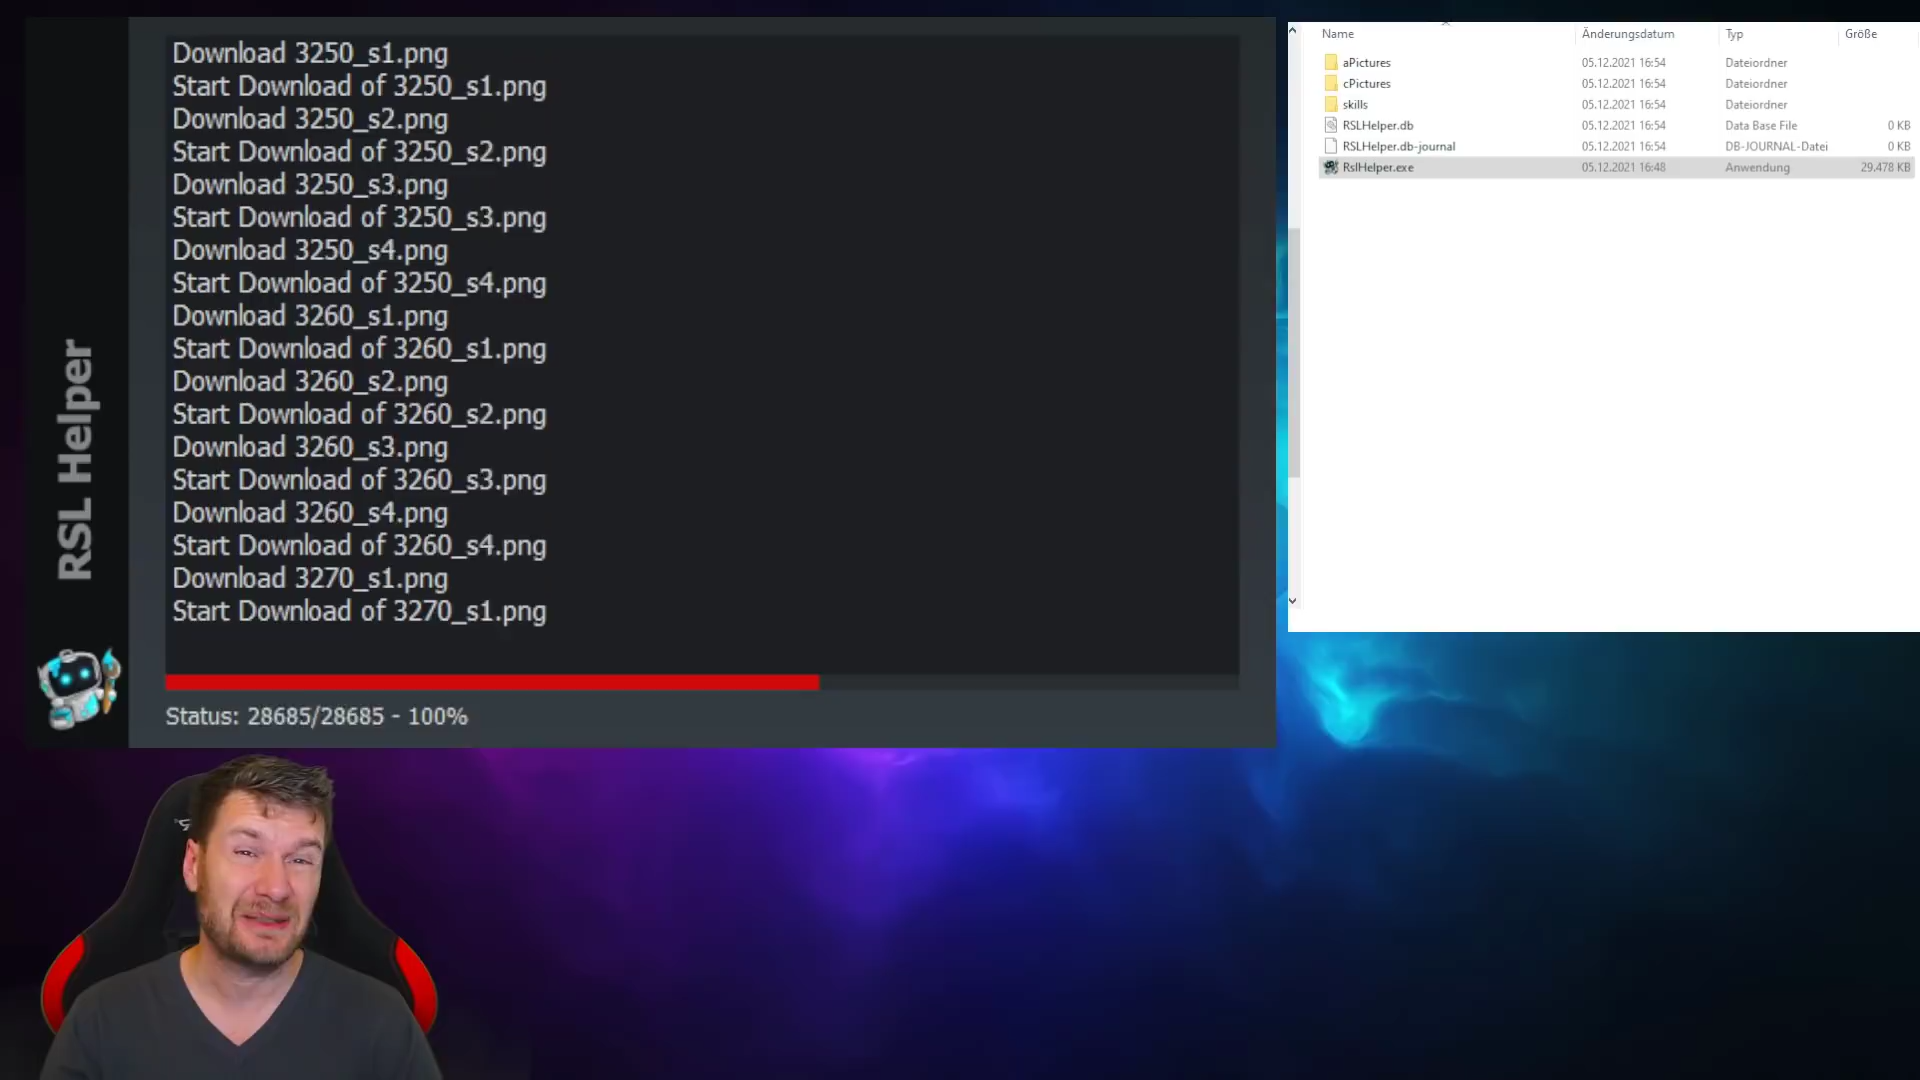 RSL Helper
Download 3250_s1.png
Start Download of 3250_s1.png
Download 3250_s2.png
Start Download of 3250_s2.png
Download 3250_s3.png
Start Download of 3250_s3.png
Download 3250_s4.png
Start Download of 3250_s4.png
Download 3260_s1.png
Start Download of 3260_s1.png
Download 3260_s2.png
Start Download of 3260_s2.png
Download 3260_s3.png
Start Download of 3260_s3.png
Download 3260_s4.png
Start Download of 3260_s4.png
Download 3270_s1.png
Start Download of 3270_s1.png
Status: 28685/28685 - 100%
Name Änderungsdatum Typ Größe
aPictures 05.12.2021 16:54 Dateiordner
cPictures 05.12.2021 16:54 Dateiordner
skills 05.12.2021 16:54 Dateiordner
RSLHelper.db 05.12.2021 16:54 Data Base File 0 KB
RSLHelper.db-journal 05.12.2021 16:54 DB-JOURNAL-Datei 0 KB
RslHelper.exe 05.12.2021 16:48 Anwendung 29.478 KB